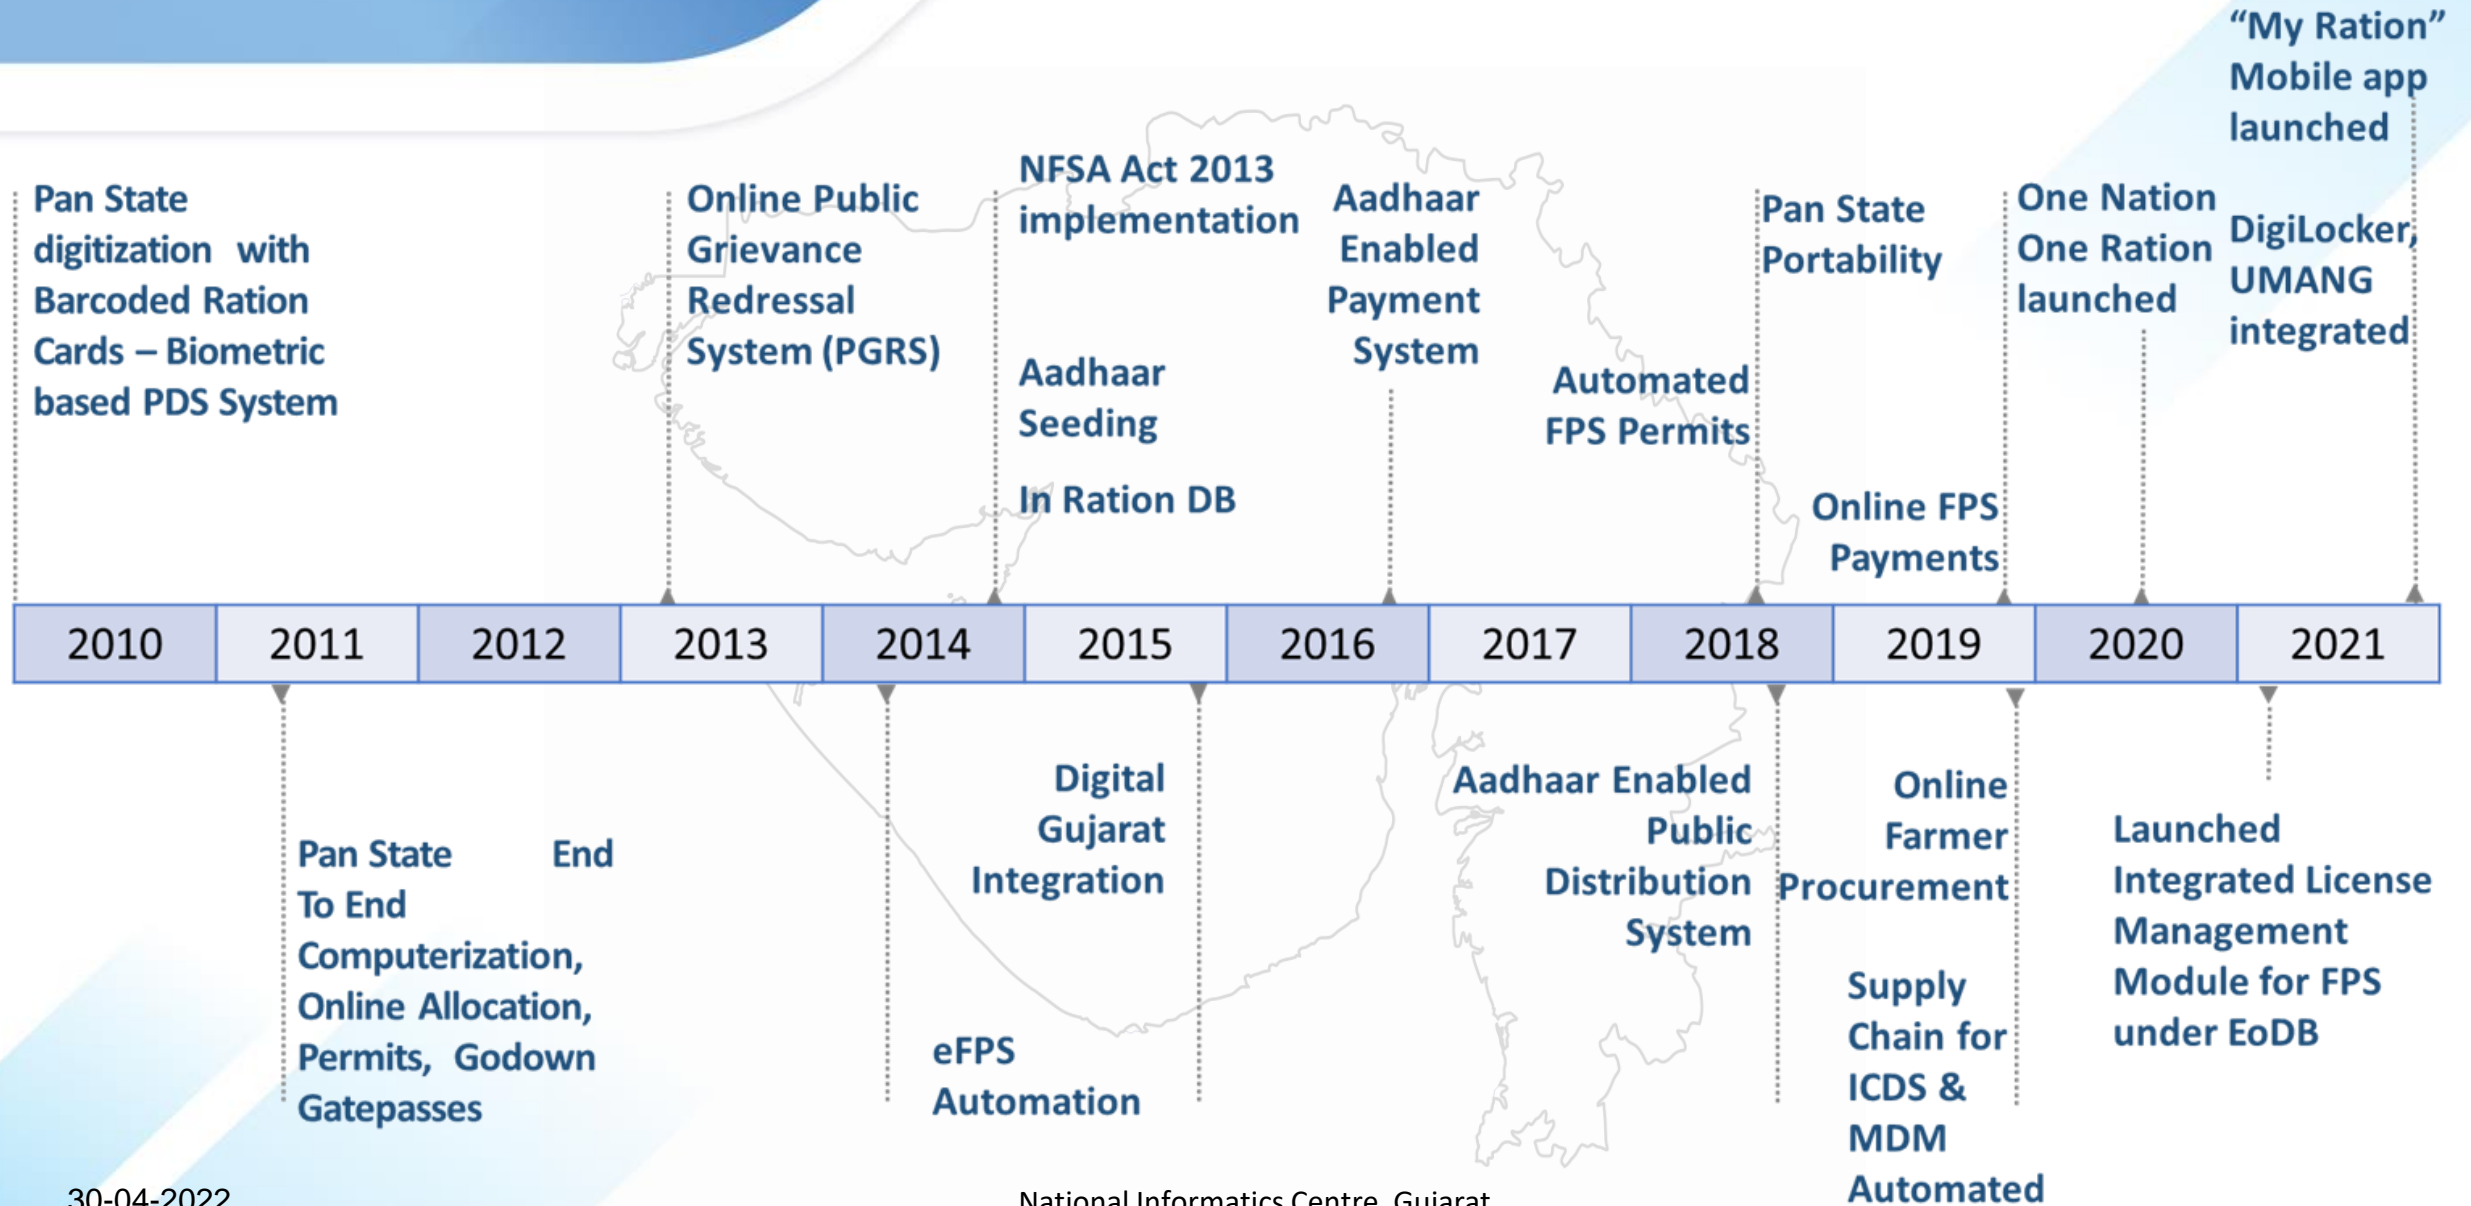 “My Ration”
Mobile app
launched
Pan State
digitization with
Barcoded Ration
Cards – Biometric
based PDS System
Online Public
Grievance
Redressal
System (PGRS)
NFSA Act 2013
implementation
Aadhaar
Seeding
In Ration DB
Aadhaar
Enabled
Payment
System
Automated
FPS Permits
Pan State
Portability
Online FPS
Payments
One Nation
One Ration
launched
DigiLocker,
UMANG
integrated
2010 2011 2012 2013 2014 2015 2016 2017 2018 2019 2020 2021
Pan State End
To End
Computerization,
Online Allocation,
Permits, Godown
Gatepasses
eFPS
Automation
Digital
Gujarat
Integration
Aadhaar Enabled
Public
Distribution
System
Online
Farmer
Procurement
Supply
Chain for
ICDS &
MDM
Automated
Launched
Integrated License
Management
Module for FPS
under EoDB
30-04-2022
National Informatics Centre, Gujarat